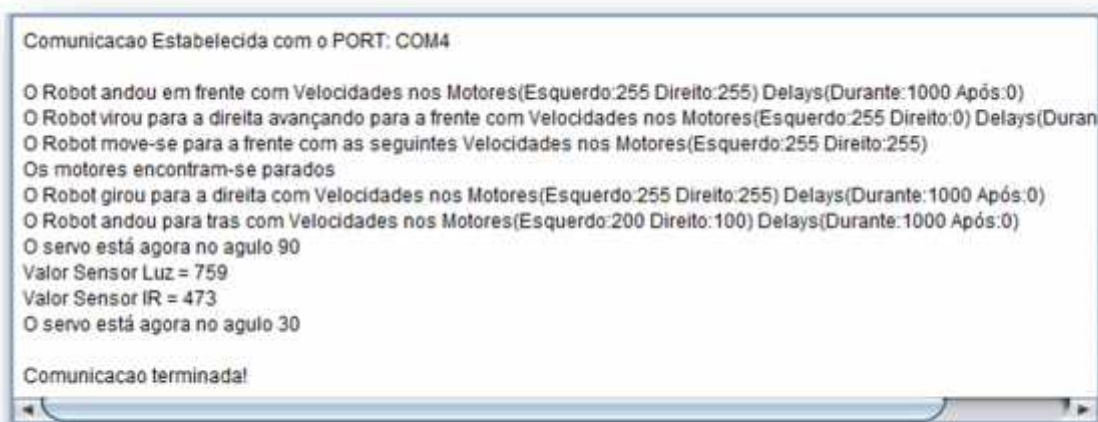 Comunicacao Estabelecida com o PORT: COM4
O Robot andou em frente com Velocidades nos Motores(Esquerdo:255 Direito:255) Delays(Durante:1000 Após:0)
O Robot virou para a direita avançando para a frente com Velocidades nos Motores(Esquerdo:255 Direito:0) Delays(Duran
O Robot move-se para a frente com as seguintes Velocidades nos Motores(Esquerdo:255 Direito:255)
Os motores encontram-se parados
O Robot girou para a direita com Velocidades nos Motores(Esquerdo:255 Direito:255) Delays(Durante:1000 Após:0)
O Robot andou para tras com Velocidades nos Motores(Esquerdo:200 Direito:100) Delays(Durante:1000 Após:0)
O servo está agora no agulo 90
Valor Sensor Luz = 759
Valor Sensor IR = 473
O servo está agora no agulo 30
Comunicacao terminada!